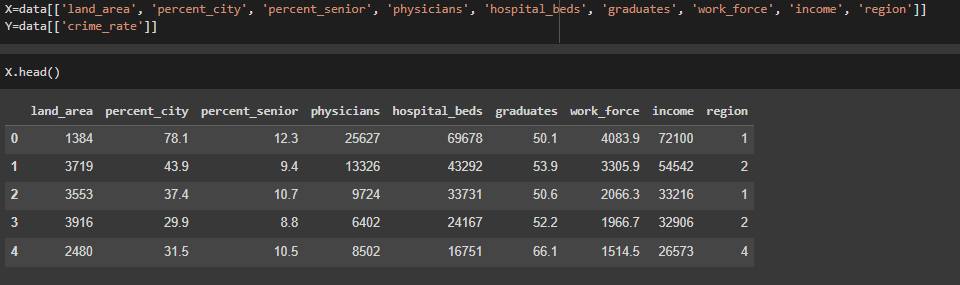 X=data[['land_area', 'percent_city', 'percent_senior', 'physicians', 'hospital_beds', 'graduates', 'work_force', 'income', 'region']]
Y=data[['crime_rate']]
X.head()
land_area percent_city percent_senior physicians hospital_beds graduates work_force income region
0 1384 78.1 12.3 25627 69678 50.1 4083.9 72100 1
1 3719 43.9 9.4 13326 43292 53.9 3305.9 54542 2
2 3553 37.4 10.7 9724 33731 50.6 2066.3 33216 1
3 3916 29.9 8.8 6402 24167 52.2 1966.7 32906 2
4 2480 31.5 10.5 8502 16751 66.1 1514.5 26573 4